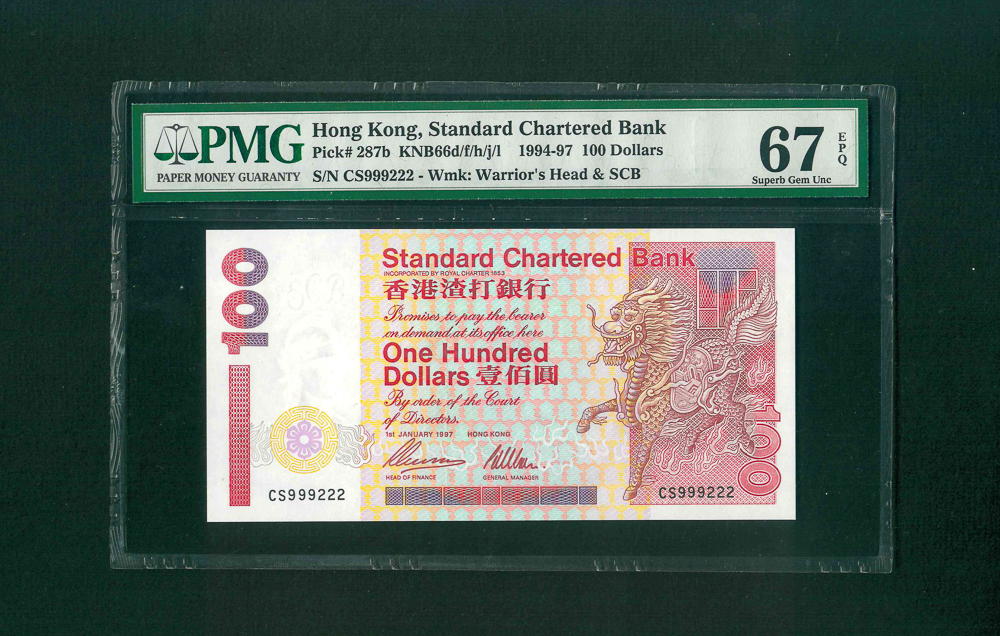 PMG
PAPER MONEY GUARANTY
Hong Kong, Standard Chartered Bank
Pick# 287b KNB66d/f/h/j/l 1994-97 100 Dollars
S/N CS999222 - Wmk: Warrior's Head & SCB
67
EPQ
Superb Gem Unc
100
Standard Chartered Bank
INCORPORATED BY ROYAL CHARTER 1853
香港渣打銀行
Promises to pay the bearer
on demand at its office here
One Hundred
Dollars 壹佰圓
By order of the Court
of Directors.
1st JANUARY 1997 HONG KONG
HEAD OF FINANCE GENERAL MANAGER
CS999222 CS999222
100